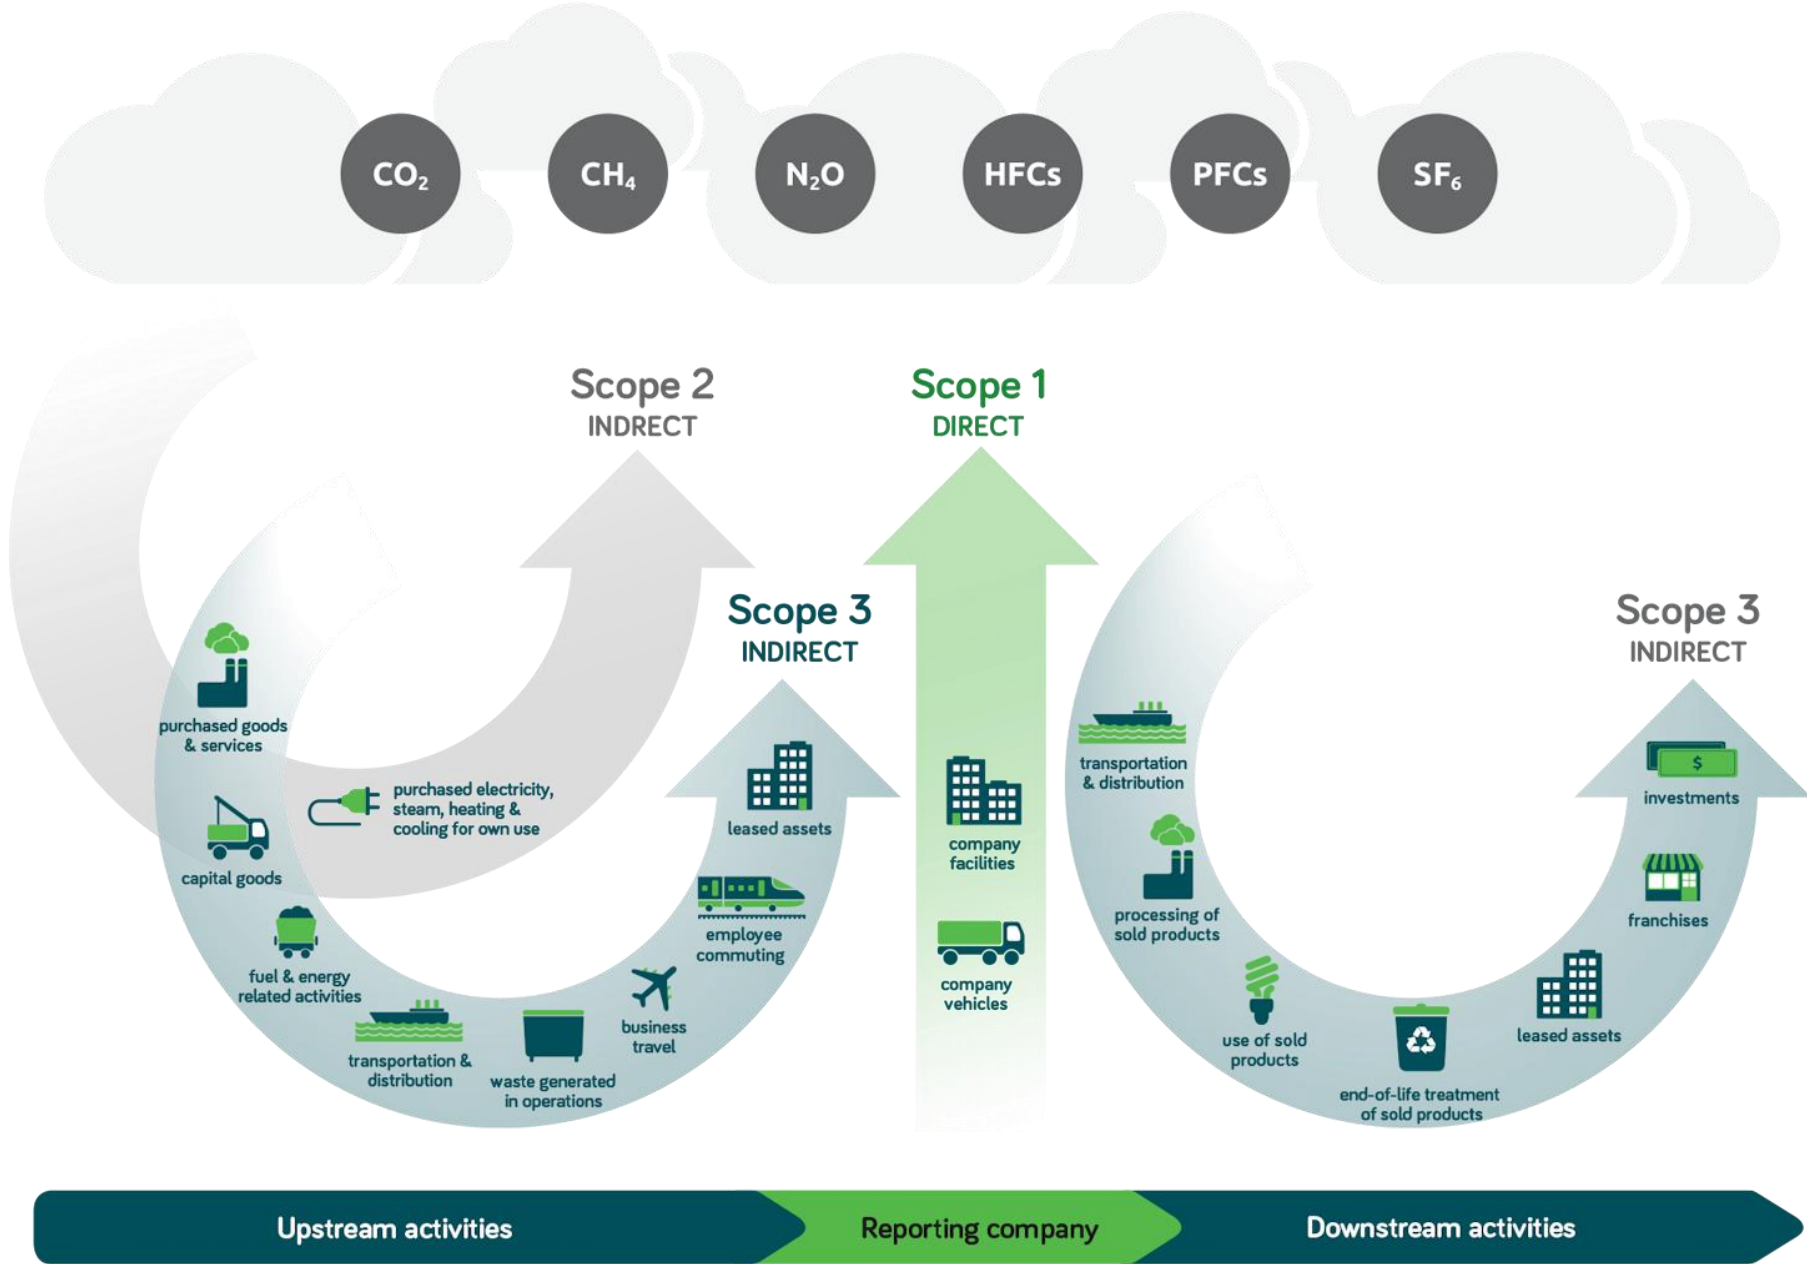 CO₂
CH₄
N₂O
HFCs
PFCs
SF₆
Scope 2
INDRECT
Scope 1
DIRECT
Scope 3
INDIRECT
Scope 3
INDIRECT
purchased goods
& services
purchased electricity,
steam, heating &
cooling for own use
capital goods
fuel & energy
related activities
transportation &
distribution
waste generated
in operations
business
travel
employee
commuting
leased assets
company
facilities
company
vehicles
transportation
& distribution
processing of
sold products
use of sold
products
end-of-life treatment
of sold products
leased assets
franchises
$
investments
Upstream activities
Reporting company
Downstream activities